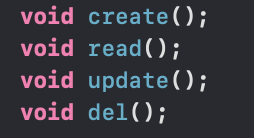 void create();
void read();
void update();
void del();